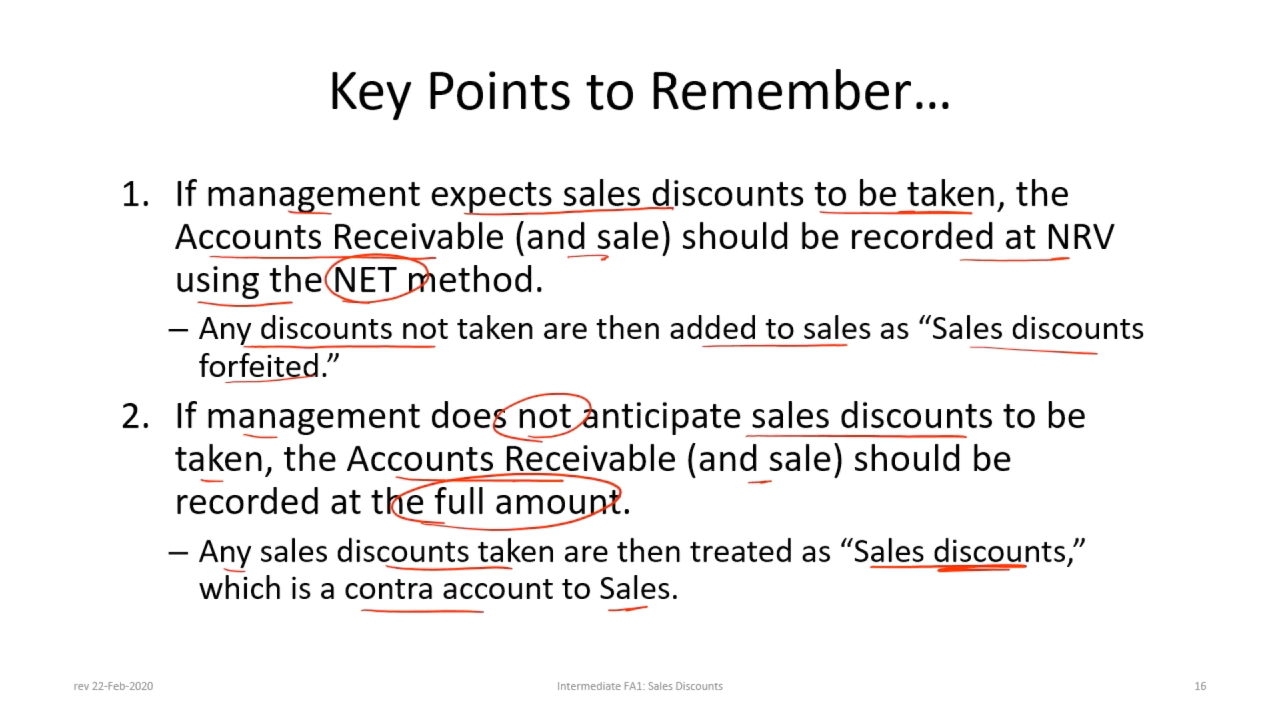 Key Points to Remember…
1. If management expects sales discounts to be taken, the
Accounts Receivable (and sale) should be recorded at NRV
using the NET method.
– Any discounts not taken are then added to sales as “Sales discounts
forfeited.”
2. If management does not anticipate sales discounts to be
taken, the Accounts Receivable (and sale) should be
recorded at the full amount.
– Any sales discounts taken are then treated as “Sales discounts,”
which is a contra account to Sales.
rev 22-Feb-2020
Intermediate FA1: Sales Discounts
16